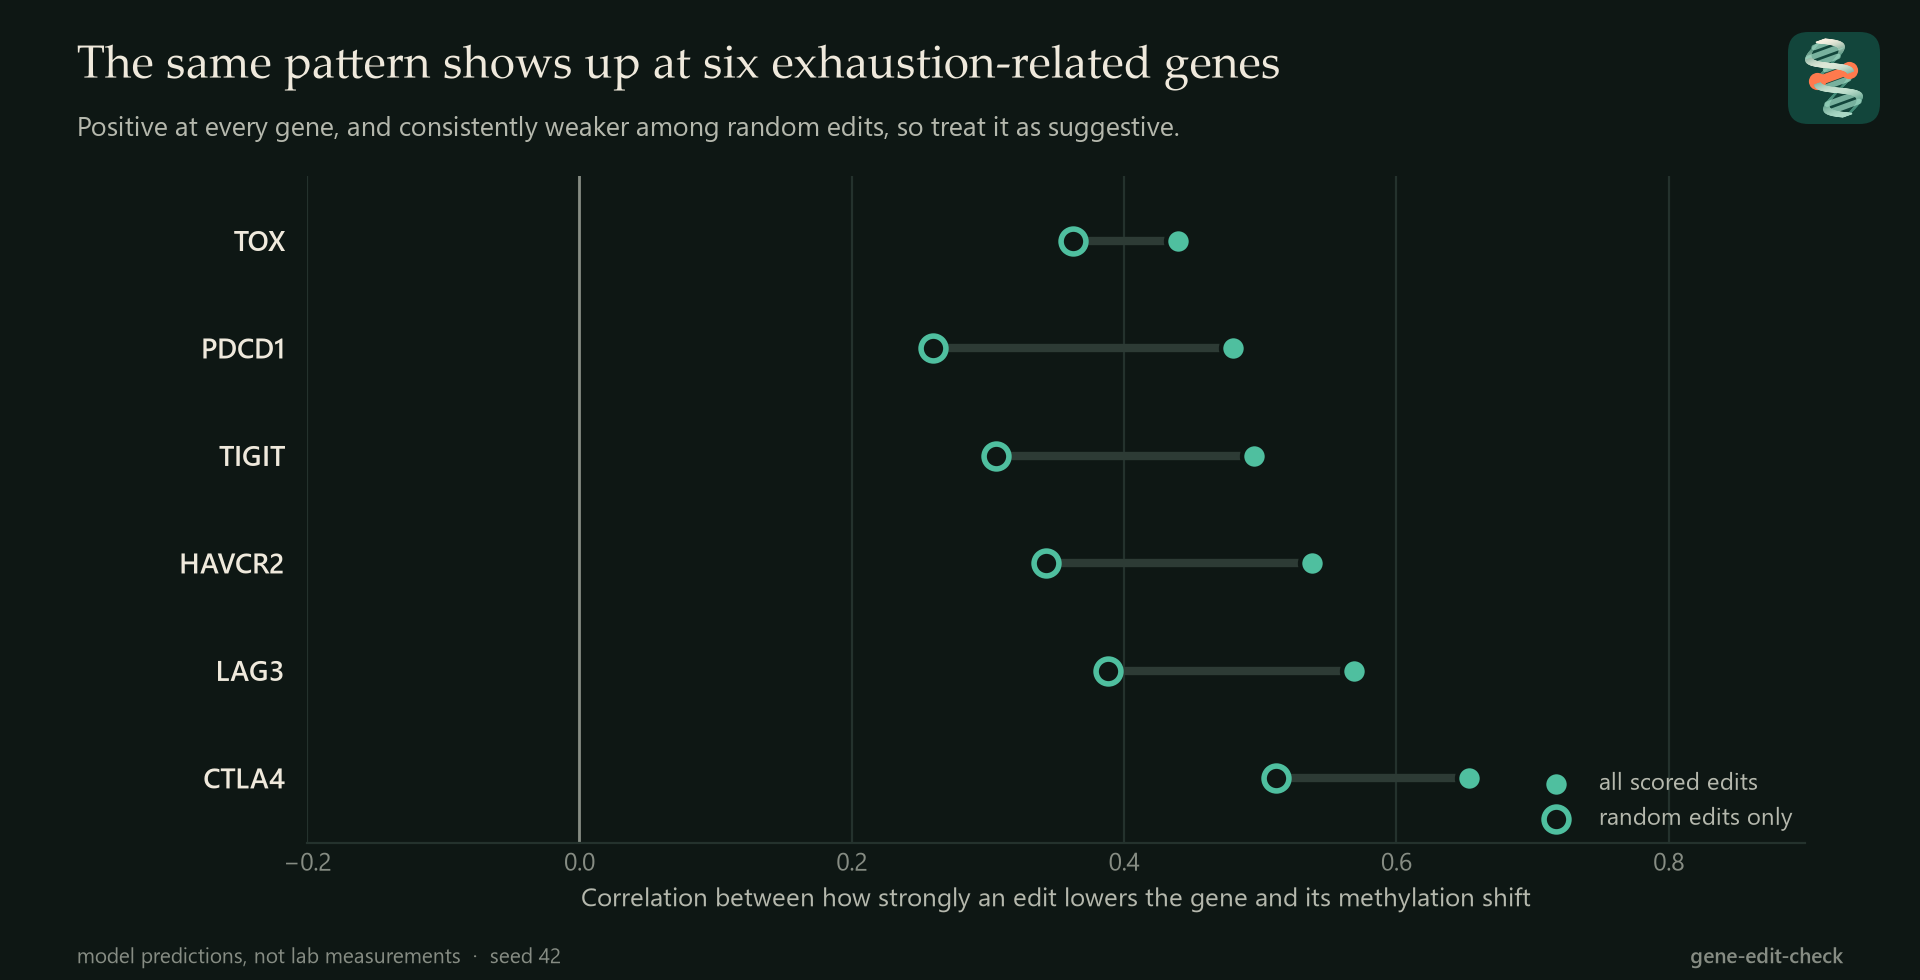 The same pattern shows up at six exhaustion-related genes
Positive at every gene, and consistently weaker among random edits, so treat it as suggestive.
TOX
PDCD1
TIGIT
HAVCR2
LAG3
CTLA4
all scored edits
random edits only
−0.2 0.0 0.2 0.4 0.6 0.8
Correlation between how strongly an edit lowers the gene and its methylation shift
model predictions, not lab measurements · seed 42
gene-edit-check